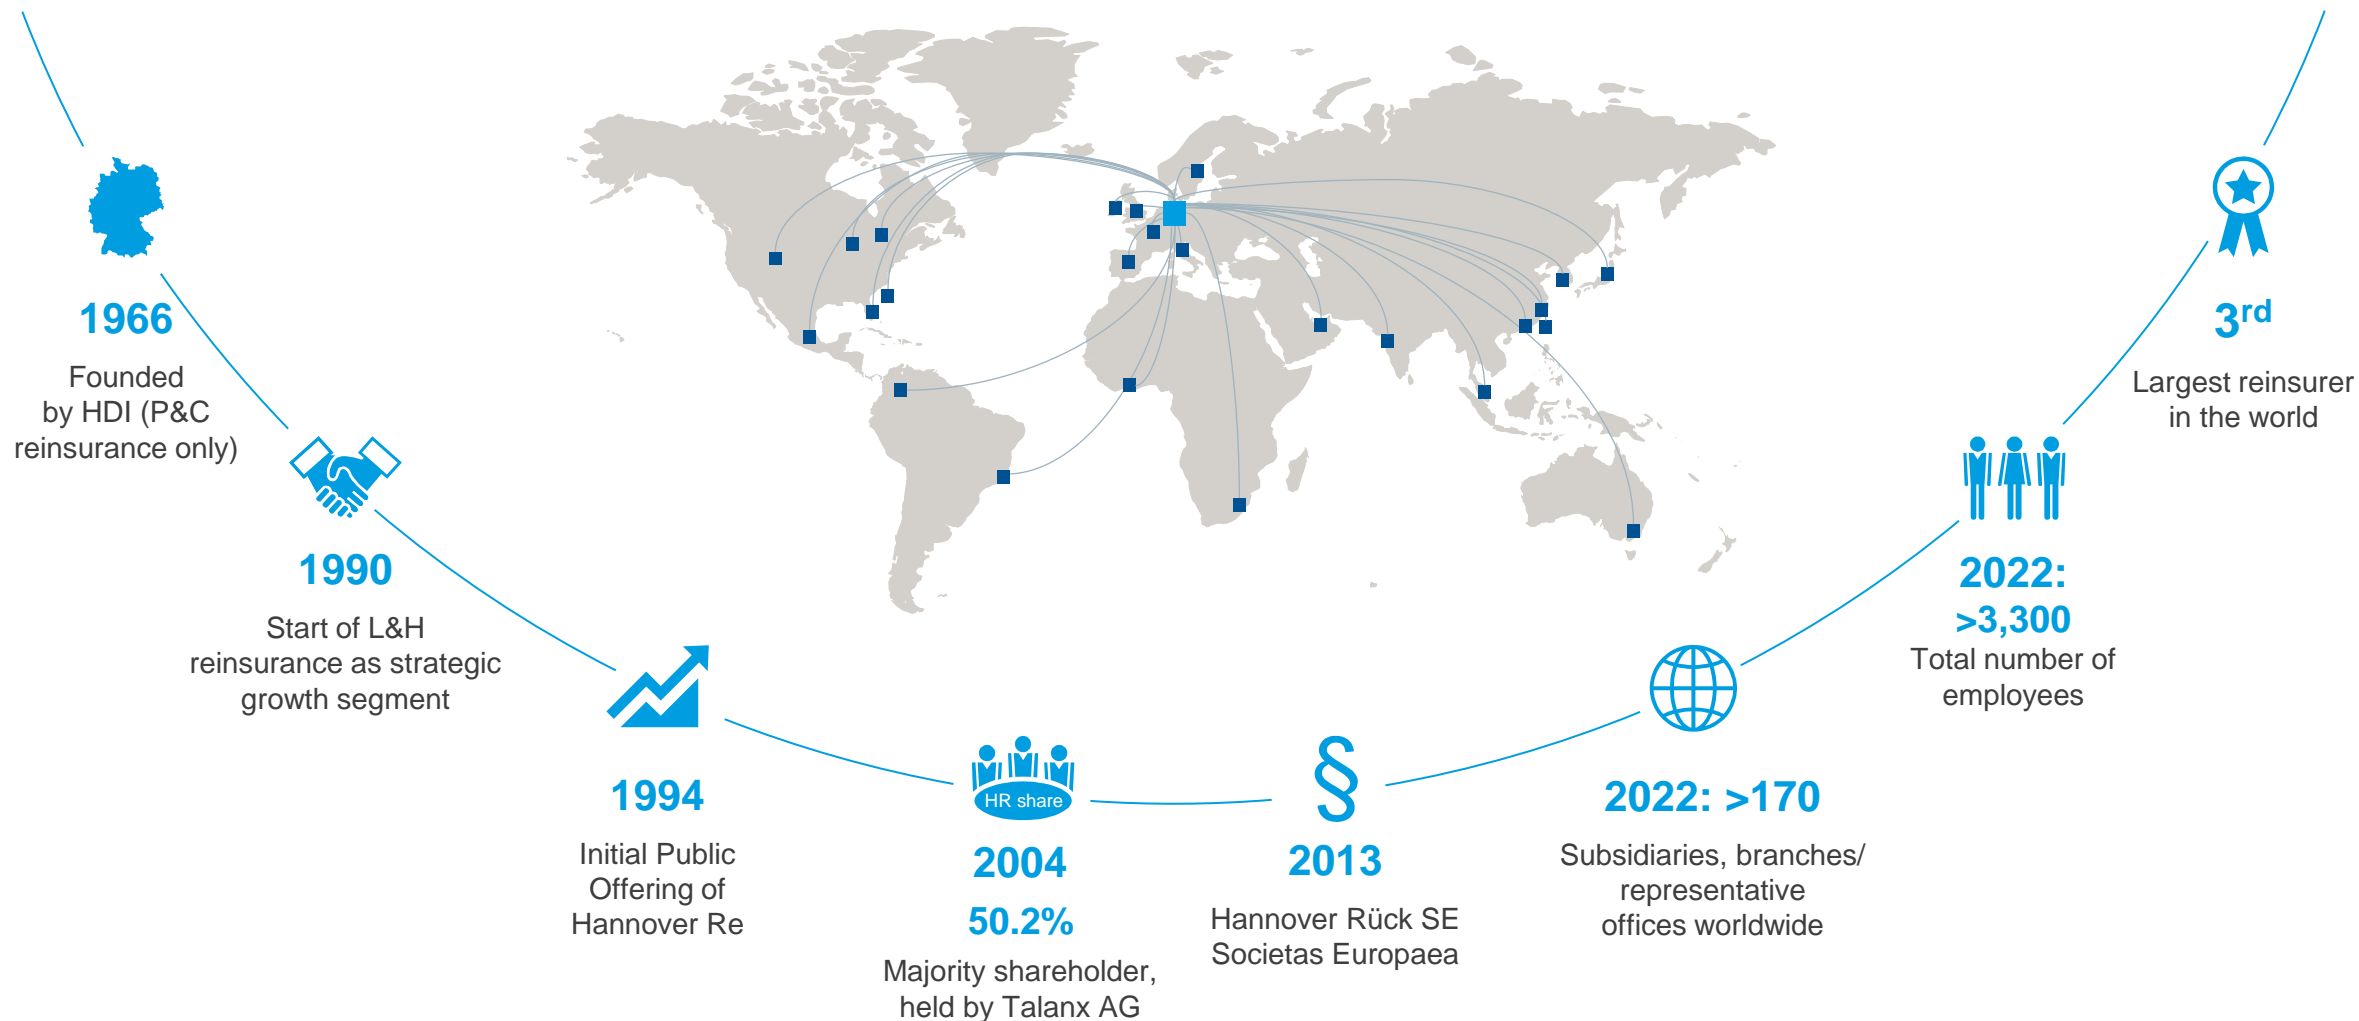 1966
Founded
by HDI (P&C
reinsurance only)
1990
Start of L&H
reinsurance as strategic
growth segment
1994
Initial Public
Offering of
Hannover Re
HR share
2004
50.2%
Majority shareholder,
held by Talanx AG
§
2013
Hannover Rück SE
Societas Europaea
2022: >170
Subsidiaries, branches/
representative
offices worldwide
2022:
>3,300
Total number of
employees
3rd
Largest reinsurer
in the world